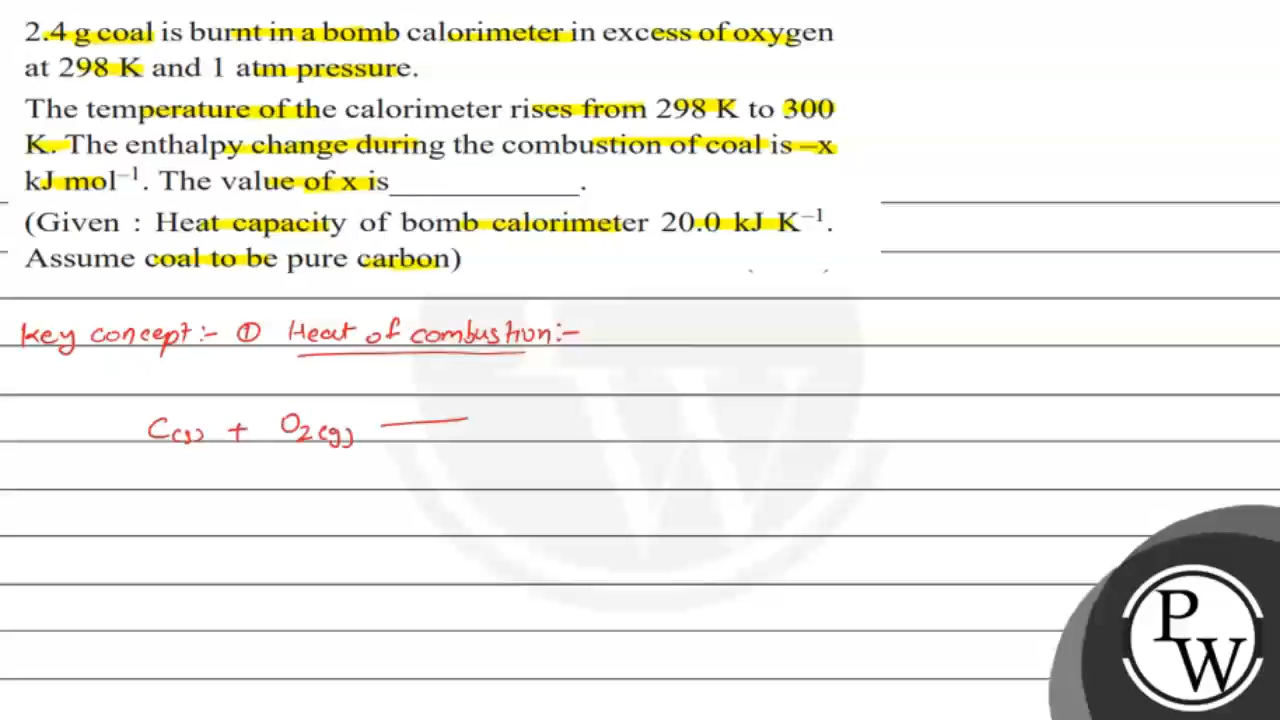 2.4 g coal is burnt in a bomb calorimeter in excess of oxygen
at 298 K and 1 atm pressure.
The temperature of the calorimeter rises from 298 K to 300
K. The enthalpy change during the combustion of coal is –x
kJ mol⁻¹. The value of x is____________.
(Given : Heat capacity of bomb calorimeter 20.0 kJ K⁻¹.
Assume coal to be pure carbon)
Key concept:- ① Heat of combustion:-
C(s) + O₂(g) —
P
W